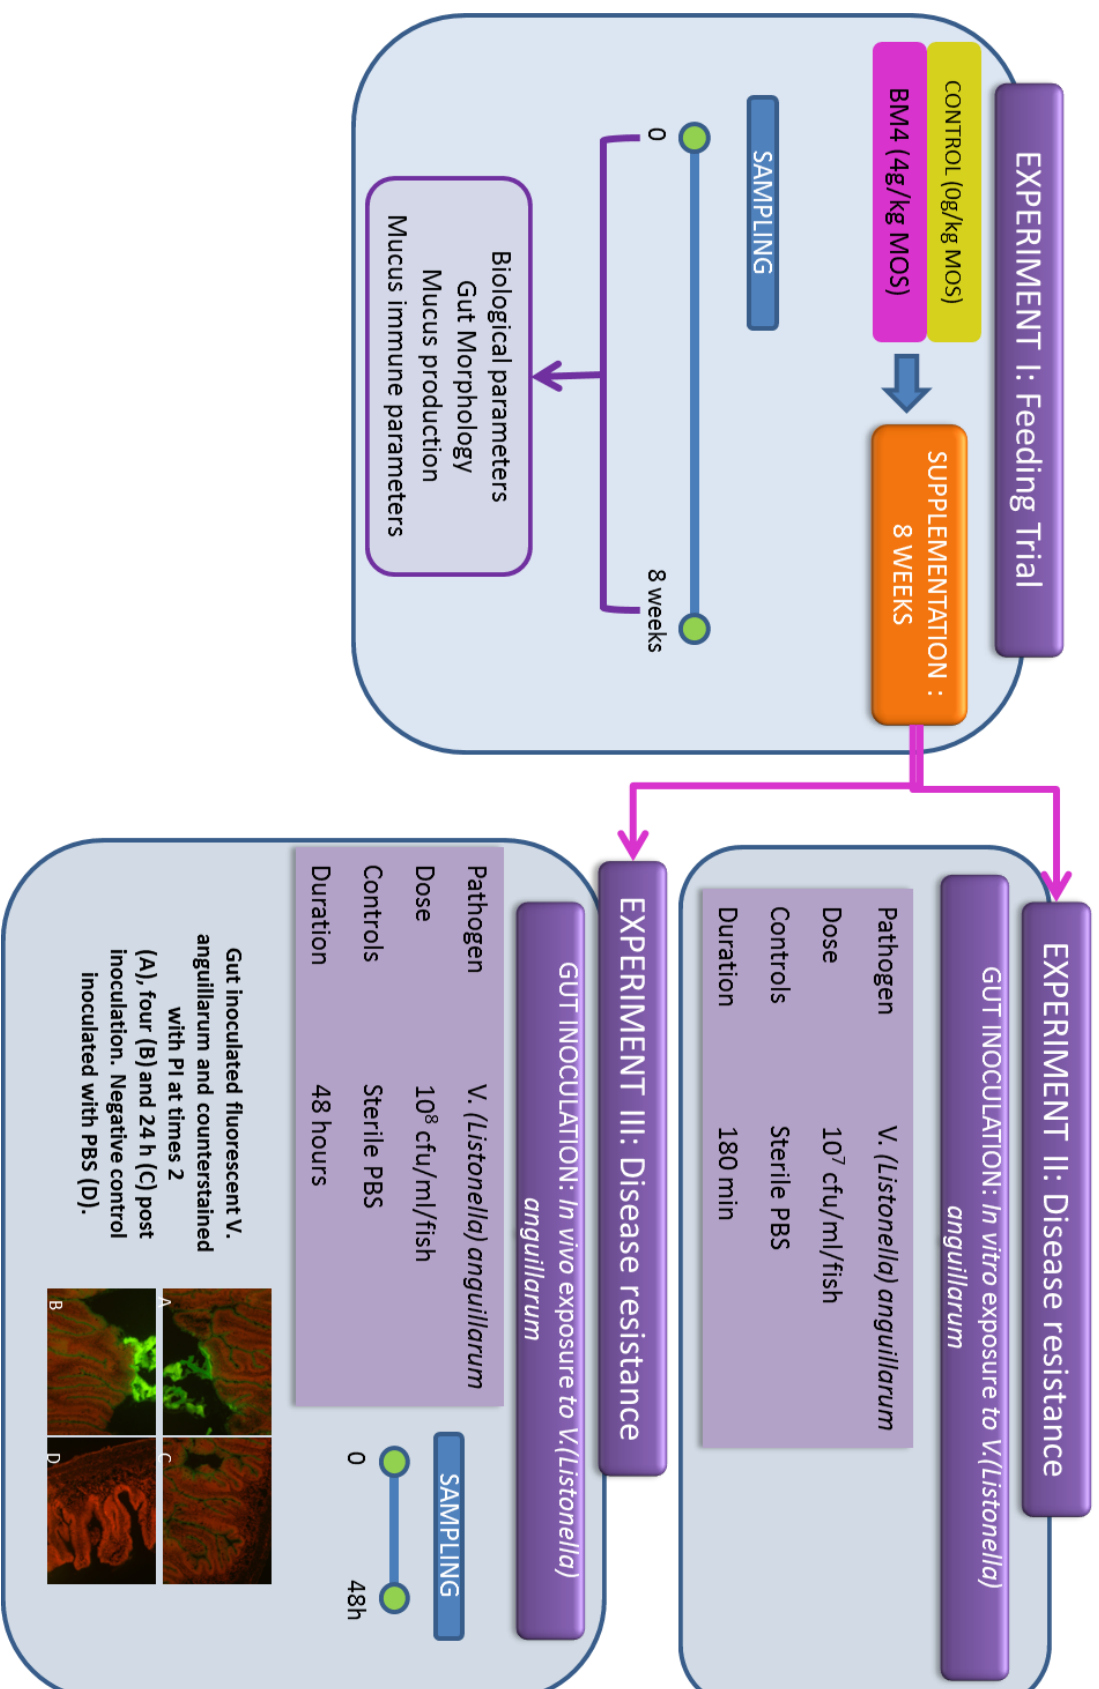 EXPERIMENT I: Feeding Trial
CONTROL (0g/kg MOS)
BM4 (4g/kg MOS)
SUPPLEMENTATION :
8 WEEKS
SAMPLING
0
8 weeks
Biological parameters
Gut Morphology
Mucus production
Mucus immune parameters
EXPERIMENT II: Disease resistance
GUT INOCULATION: In vitro exposure to V.(Listonella)
anguillarum
Pathogen V. (Listonella) anguillarum
Dose 10⁷ cfu/ml/fish
Controls Sterile PBS
Duration 180 min
EXPERIMENT III: Disease resistance
GUT INOCULATION: In vivo exposure to V.(Listonella)
anguillarum
Pathogen V. (Listonella) anguillarum
Dose 10⁸ cfu/ml/fish
Controls Sterile PBS
Duration 48 hours
SAMPLING
0
48h
Gut inoculated fluorescent V.
anguillarum and counterstained
with PI at times 2
(A), four (B) and 24 h (C) post
inoculation. Negative control
inoculated with PBS (D).
A
C
B
D